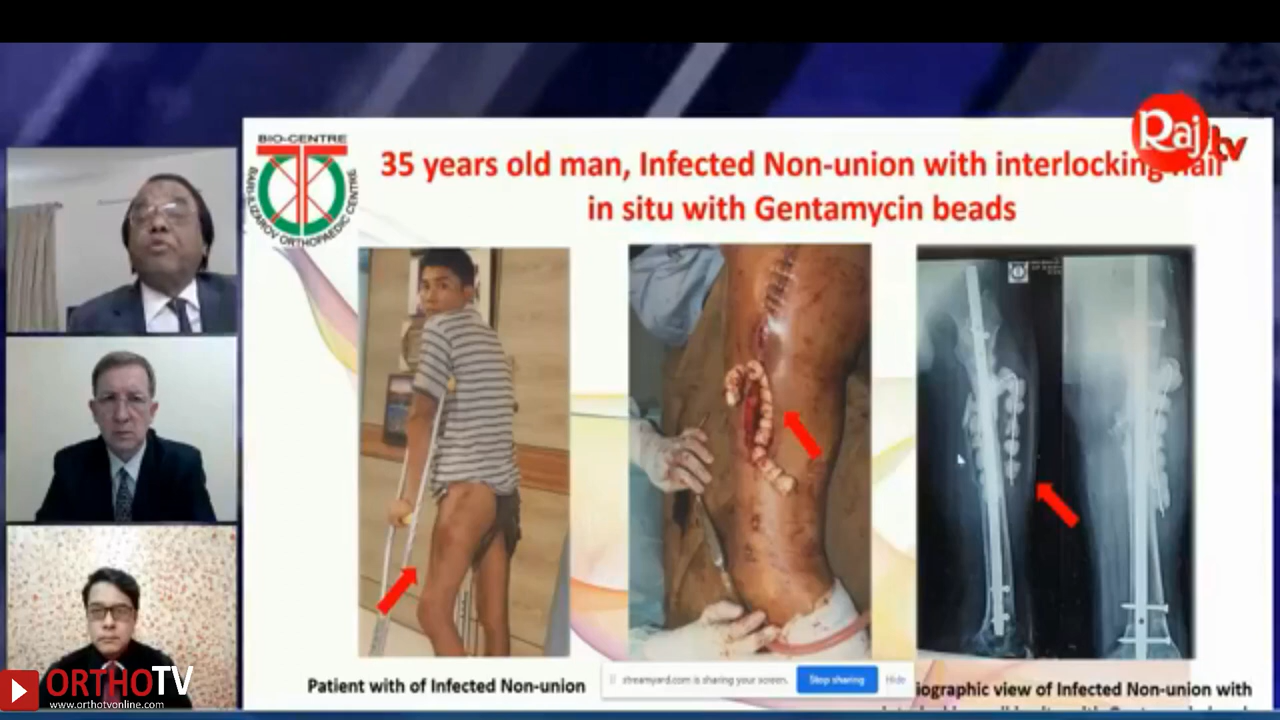 Raj tv
BIO-CENTRE
BARI-ILIZAROV ORTHOPAEDIC CENTRE
35 years old man, Infected Non-union with interlocking nail
in situ with Gentamycin beads
Patient with of Infected Non-union
streamyard.com is sharing your screen.
Stop sharing
Hide
iographic view of Infected Non-union with
ORTHOTV
www.orthotvonline.com